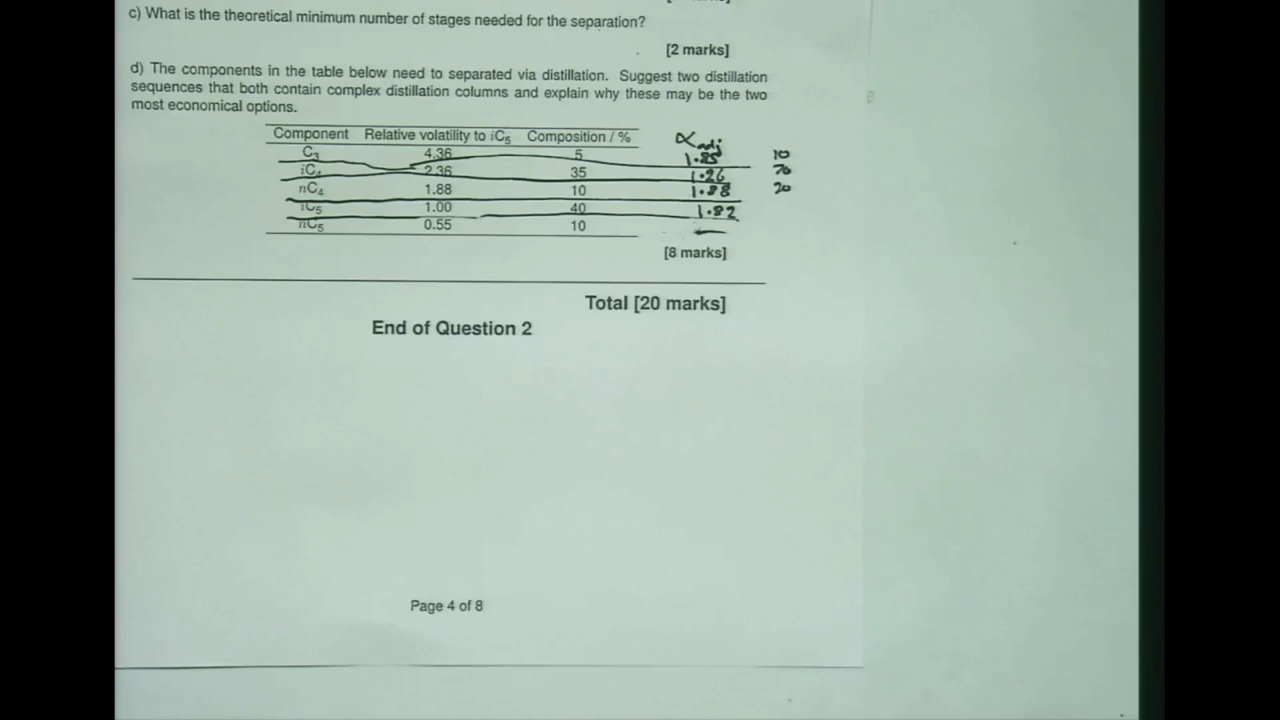 c) What is the theoretical minimum number of stages needed for the separation?
[2 marks]
d) The components in the table below need to separated via distillation. Suggest two distillation
sequences that both contain complex distillation columns and explain why these may be the two
most economical options.
Component Relative volatility to iC5 Composition / % αadj
C3 4.36 5 1.85 10
iC4 2.36 35 1.26 70
nC4 1.88 10 1.88 20
iC5 1.00 40 1.82
nC5 0.55 10 —
[8 marks]
Total [20 marks]
End of Question 2
Page 4 of 8